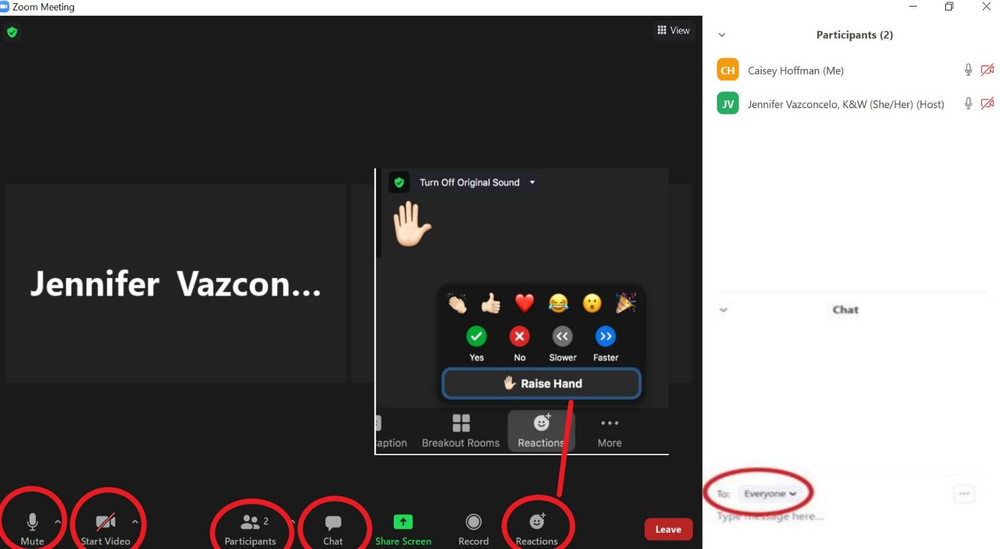 Zoom Meeting
View
Jennifer Vazcon...
Turn Off Original Sound
Yes No Slower Faster
Raise Hand
aption Breakout Rooms Reactions More
Mute Start Video Participants 2 Chat Share Screen Record Reactions Leave
Participants (2)
CH Caisey Hoffman (Me)
JV Jennifer Vazconcelo, K&W (She/Her) (Host)
Chat
To: Everyone
Type message here...